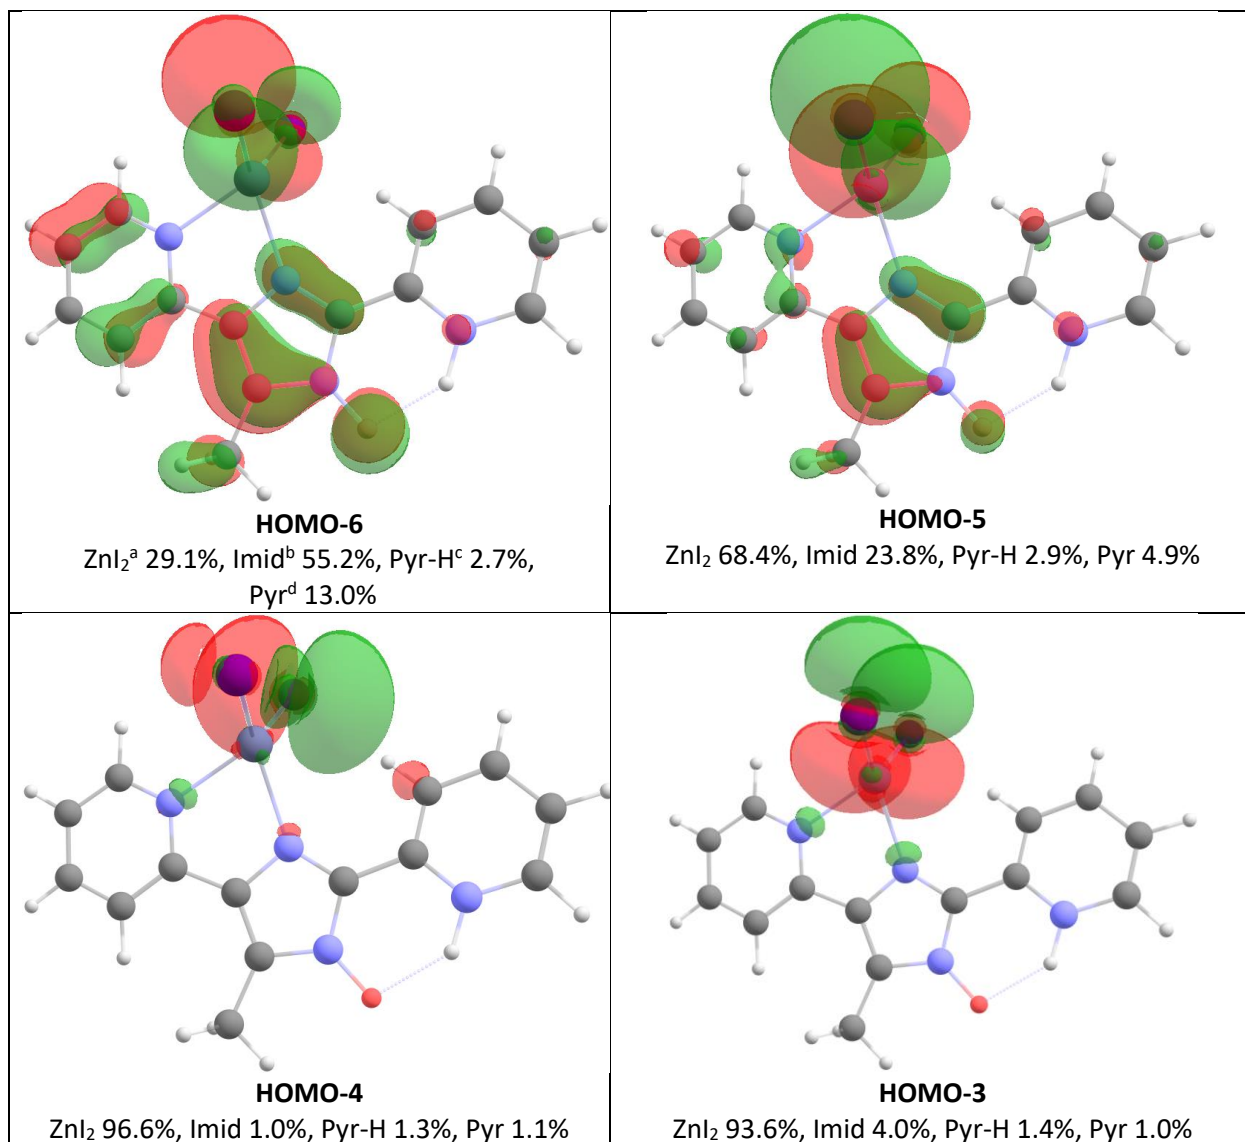 HOMO-6
ZnI₂ᵃ 29.1%, Imidᵇ 55.2%, Pyr-Hᶜ 2.7%,
Pyrᵈ 13.0%
HOMO-5
ZnI₂ 68.4%, Imid 23.8%, Pyr-H 2.9%, Pyr 4.9%
HOMO-4
ZnI₂ 96.6%, Imid 1.0%, Pyr-H 1.3%, Pyr 1.1%
HOMO-3
ZnI₂ 93.6%, Imid 4.0%, Pyr-H 1.4%, Pyr 1.0%